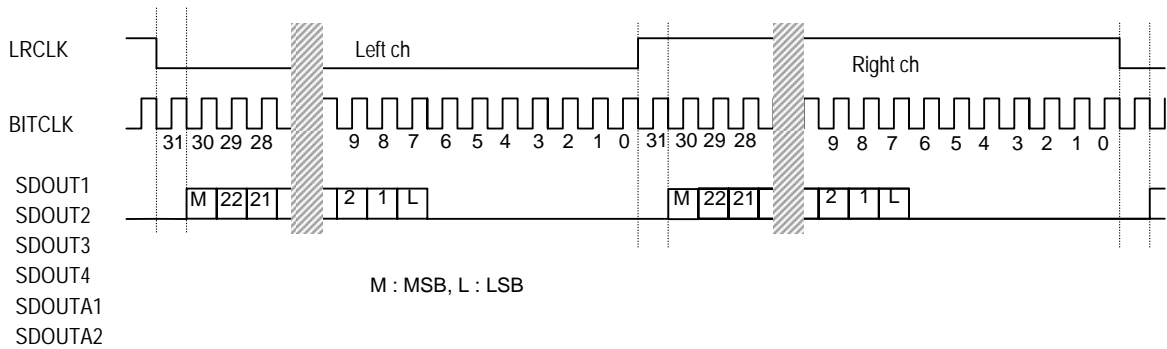 LRCLK
Left ch
Right ch
BITCLK
31 30 29 28 9 8 7 6 5 4 3 2 1 0 31 30 29 28 9 8 7 6 5 4 3 2 1 0
SDOUT1
M 22 21 2 1 L M 22 21 2 1 L
SDOUT2
SDOUT3
SDOUT4
M : MSB, L : LSB
SDOUTA1
SDOUTA2